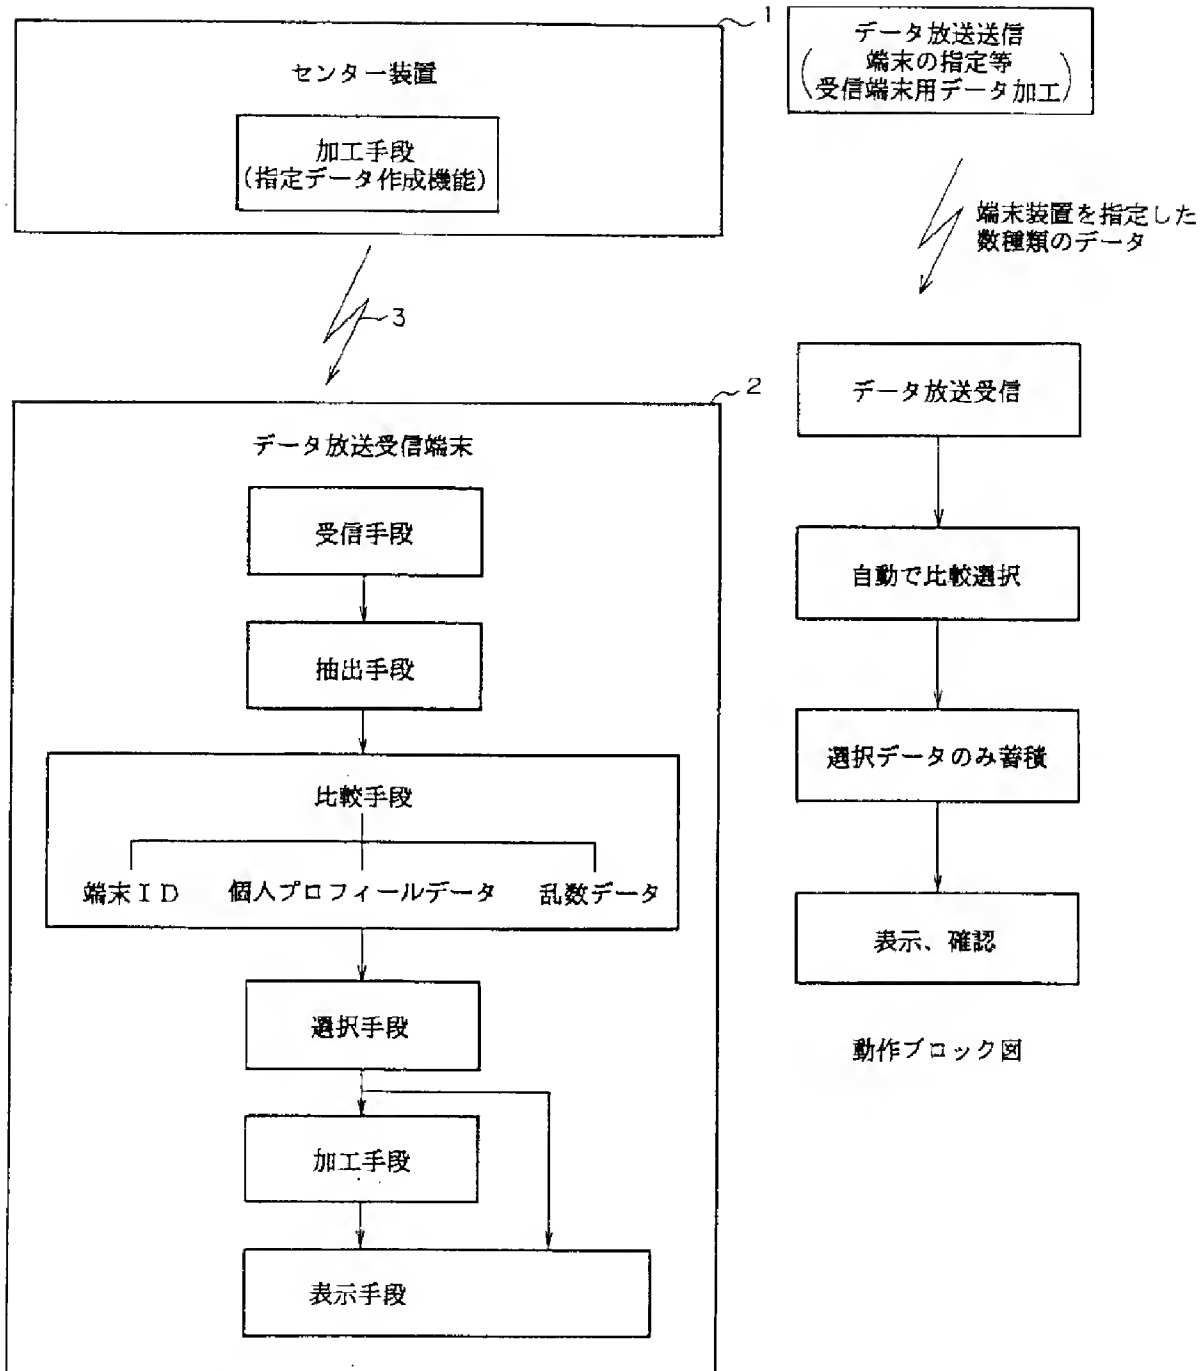 1
センター装置
加工手段
(指定データ作成機能)
3
2
データ放送受信端末
受信手段
抽出手段
比較手段
端末ID 個人プロフィールデータ 乱数データ
選択手段
加工手段
表示手段
データ放送送信
(端末の指定等
受信端末用データ加工)
端末装置を指定した
数種類のデータ
データ放送受信
自動で比較選択
選択データのみ蓄積
表示、確認
動作ブロック図